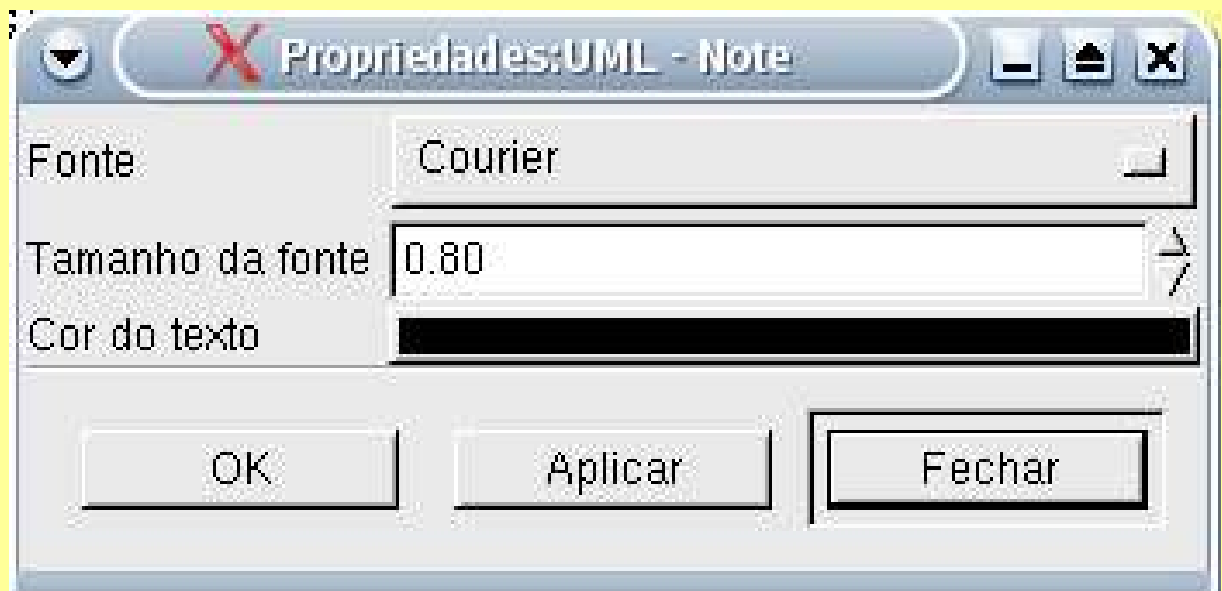 Propriedades:UML - Note
Fonte Courier
Tamanho da fonte 0.80
Cor do texto
OK Aplicar Fechar